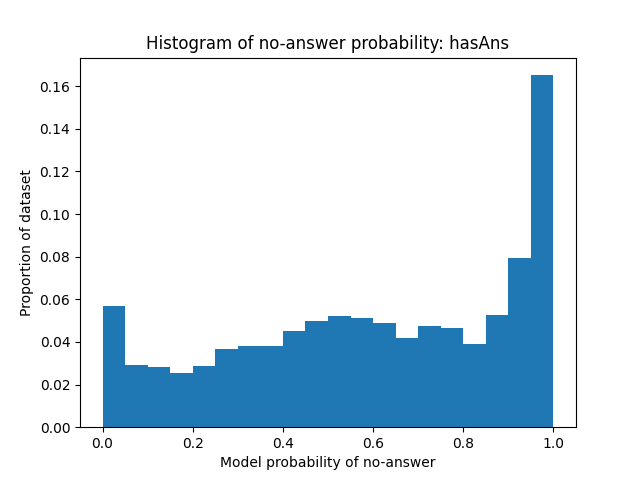 Histogram of no-answer probability: hasAns
Proportion of dataset
0.16
0.14
0.12
0.10
0.08
0.06
0.04
0.02
0.00
0.0 0.2 0.4 0.6 0.8 1.0
Model probability of no-answer